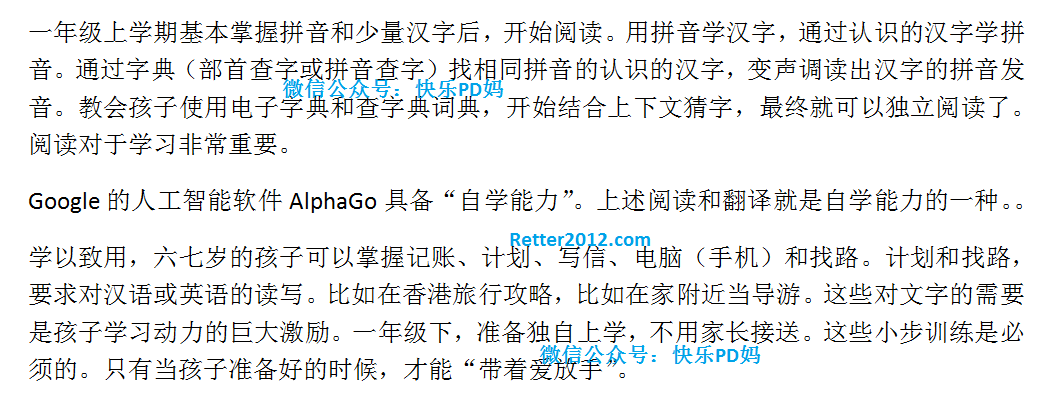 一年级上学期基本掌握拼音和少量汉字后，开始阅读。用拼音学汉字，通过认识的汉字学拼
音。通过字典（部首查字或拼音查字）找相同拼音的认识的汉字，变声调读出汉字的拼音发
微信公众号：快乐PD妈
音。教会孩子使用电子字典和查字典词典，开始结合上下文猜字，最终就可以独立阅读了。
阅读对于学习非常重要。
Google 的人工智能软件 AlphaGo 具备“自学能力”。上述阅读和翻译就是自学能力的一种。。
Retter2012.com
学以致用，六七岁的孩子可以掌握记账、计划、写信、电脑（手机）和找路。计划和找路，
要求对汉语或英语的读写。比如在香港旅行攻略，比如在家附近当导游。这些对文字的需要
是孩子学习动力的巨大激励。一年级下，准备独自上学，不用家长接送。这些小步训练是必
微信公众号：快乐PD妈
须的。只有当孩子准备好的时候，才能“带着爱放手”。